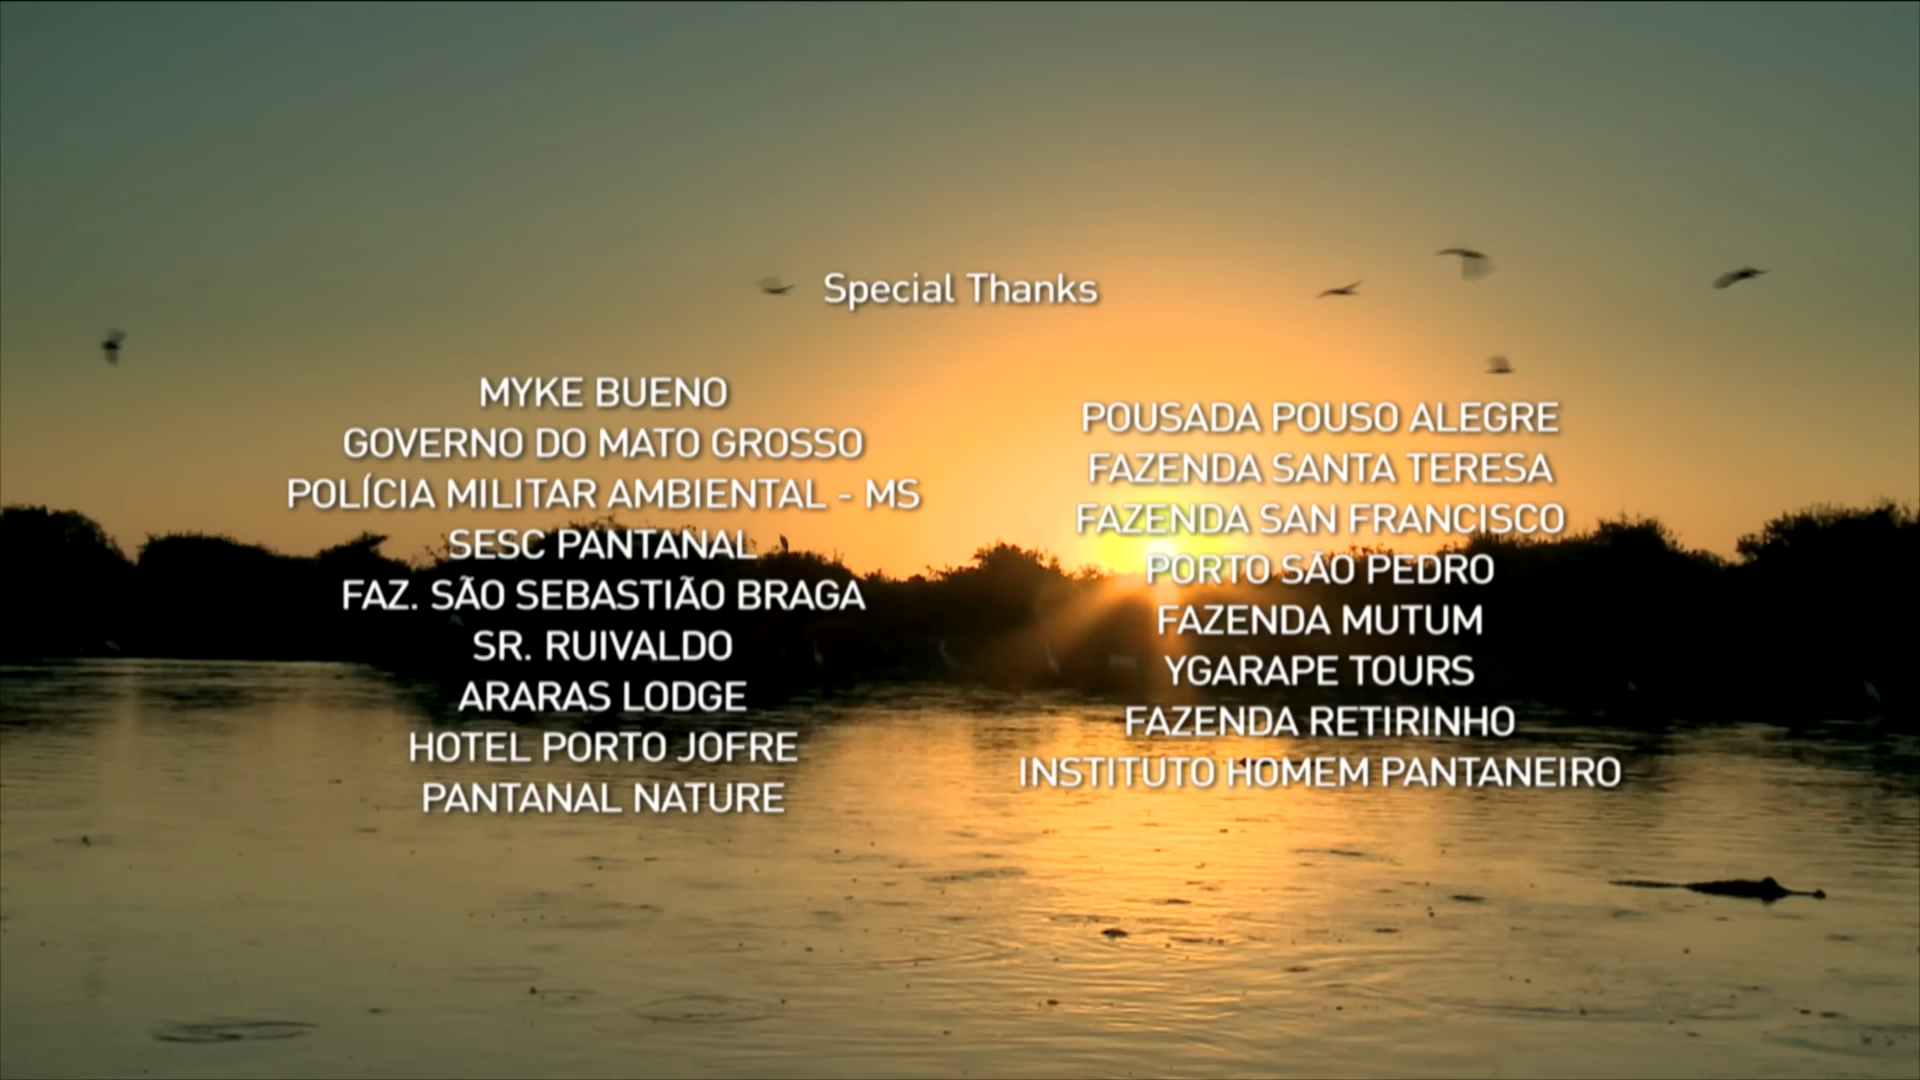 Special Thanks
MYKE BUENO
GOVERNO DO MATO GROSSO
POLÍCIA MILITAR AMBIENTAL - MS
SESC PANTANAL
FAZ. SÃO SEBASTIÃO BRAGA
SR. RUIVALDO
ARARAS LODGE
HOTEL PORTO JOFRE
PANTANAL NATURE
POUSADA POUSO ALEGRE
FAZENDA SANTA TERESA
FAZENDA SAN FRANCISCO
PORTO SÃO PEDRO
FAZENDA MUTUM
YGARAPE TOURS
FAZENDA RETIRINHO
INSTITUTO HOMEM PANTANEIRO